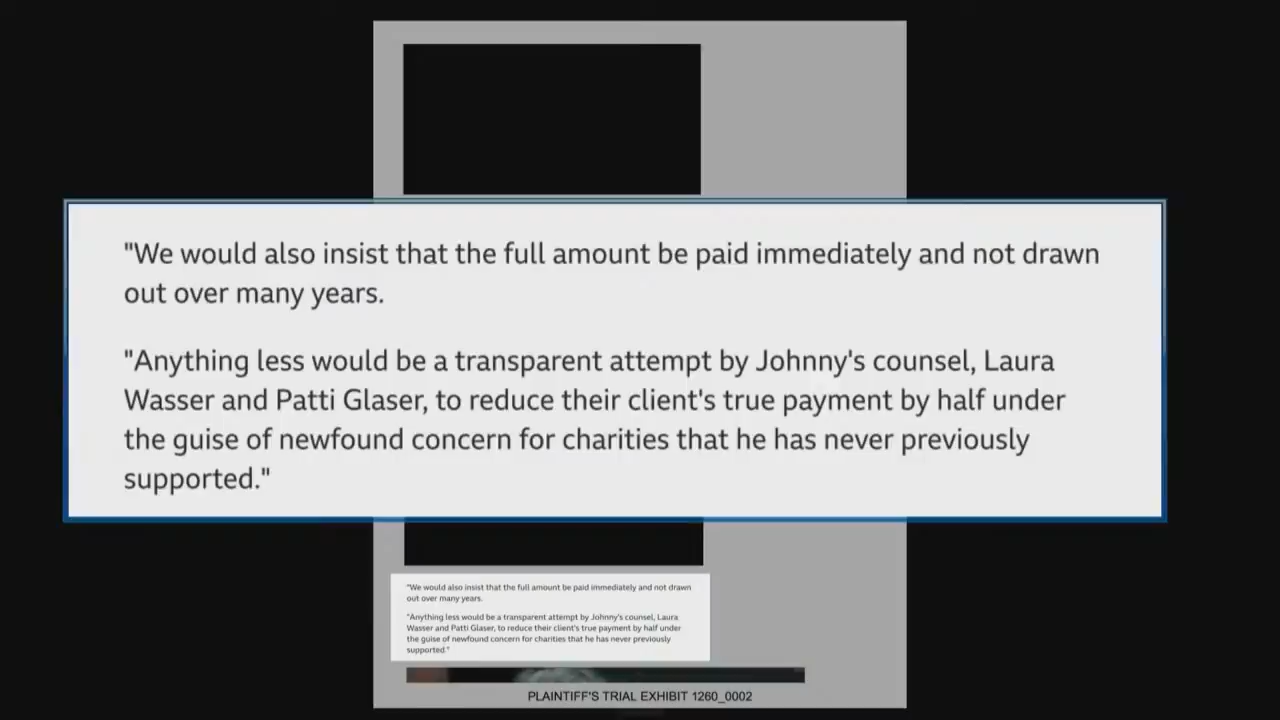 "We would also insist that the full amount be paid immediately and not drawn
out over many years.
"Anything less would be a transparent attempt by Johnny's counsel, Laura
Wasser and Patti Glaser, to reduce their client's true payment by half under
the guise of newfound concern for charities that he has never previously
supported."
"We would also insist that the full amount be paid immediately and not drawn
out over many years.
"Anything less would be a transparent attempt by Johnny's counsel, Laura
Wasser and Patti Glaser, to reduce their client's true payment by half under
the guise of newfound concern for charities that he has never previously
supported."
PLAINTIFF'S TRIAL EXHIBIT 1260_0002